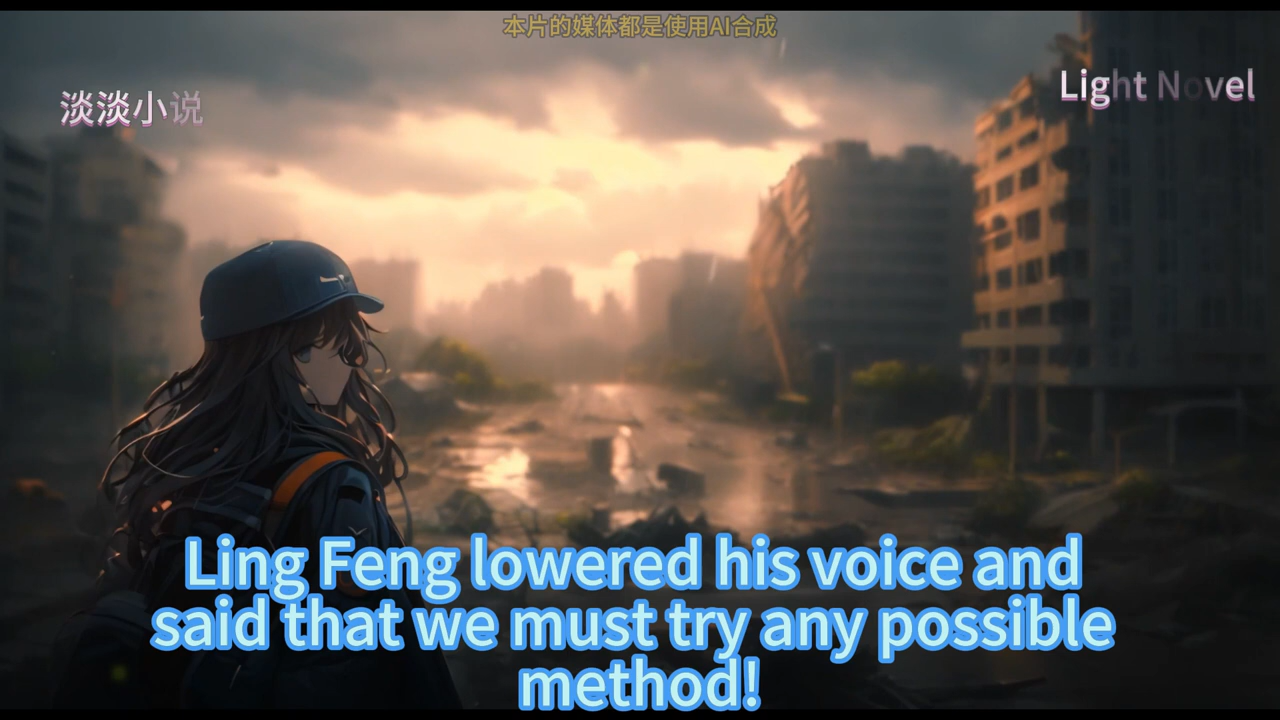 本片的媒体都是使用AI合成
淡淡小说
Light Novel
Ling Feng lowered his voice and
said that we must try any possible
method!